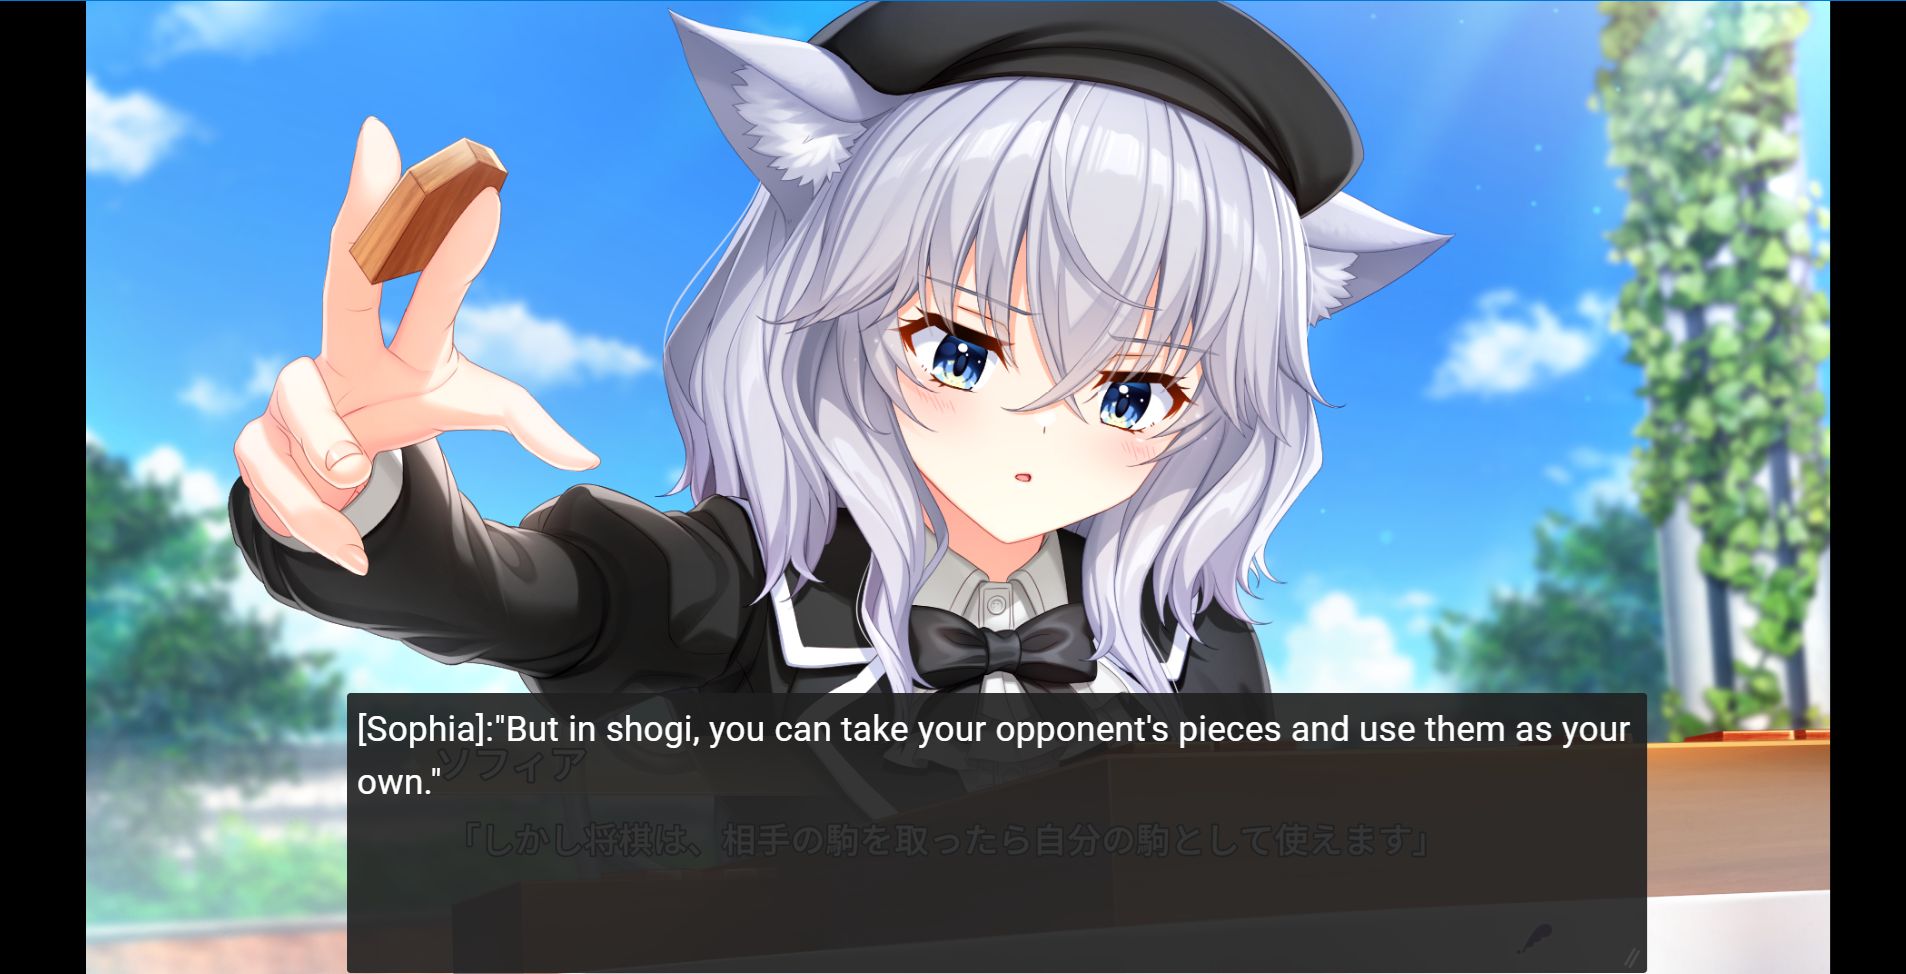 [Sophia]:"But in shogi, you can take your opponent's pieces and use them as your
own."
ソフィア
「しかし将棋は、相手の駒を取ったら自分の駒として使えます」